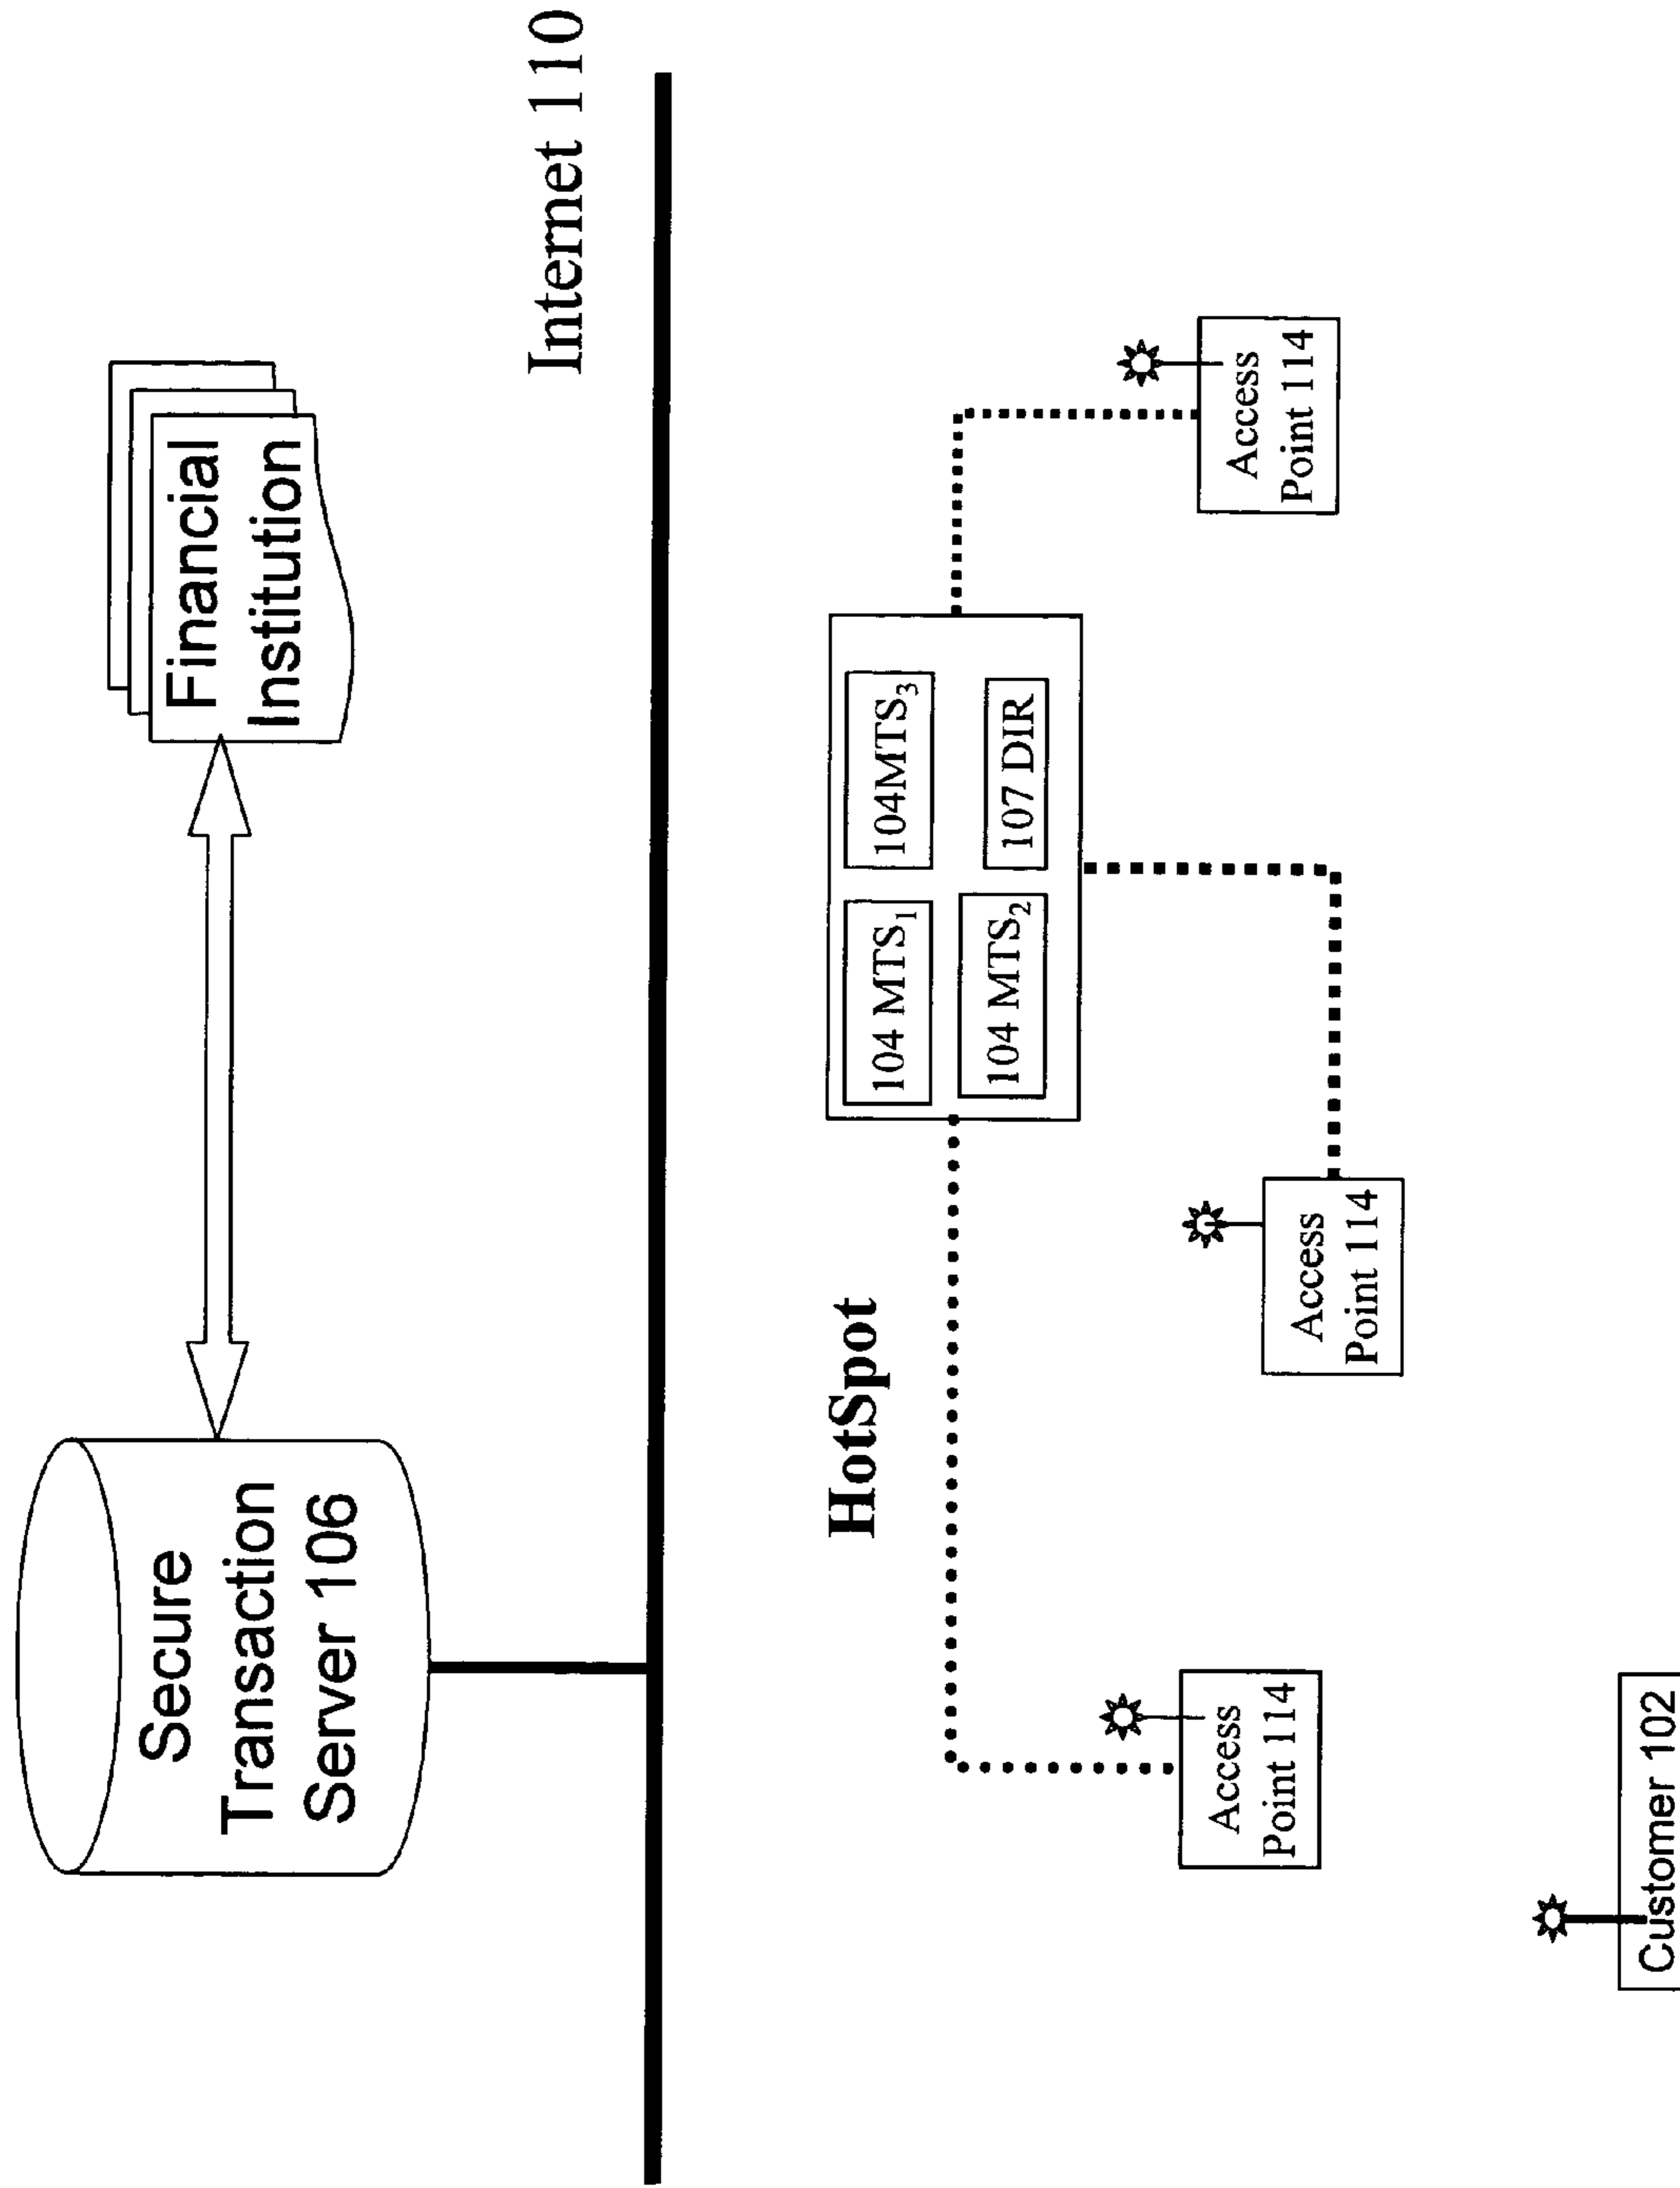 Secure
Transaction
Server 106
Financial
Institution
Internet 110
HotSpot
104 MTS₁
104MTS₃
104 MTS₂
107 DIR
Access
Point 114
Access
Point 114
Access
Point 114
Customer 102